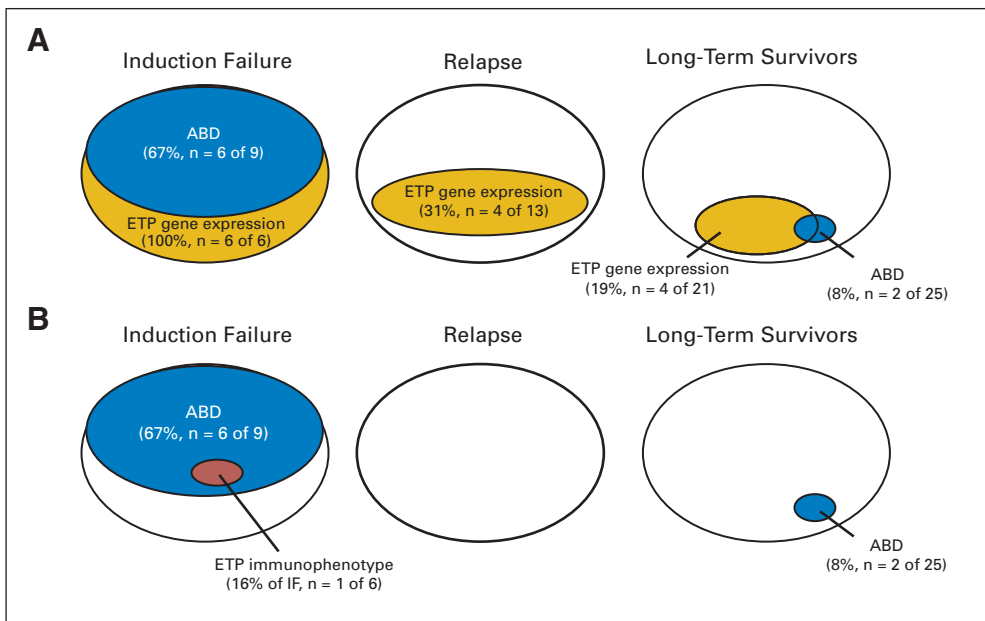 A
Induction Failure
Relapse
Long-Term Survivors
ABD
(67%, n = 6 of 9)
ETP gene expression
(100%, n = 6 of 6)
ETP gene expression
(31%, n = 4 of 13)
ETP gene expression
(19%, n = 4 of 21)
ABD
(8%, n = 2 of 25)
B
Induction Failure
Relapse
Long-Term Survivors
ABD
(67%, n = 6 of 9)
ETP immunophenotype
(16% of IF, n = 1 of 6)
ABD
(8%, n = 2 of 25)